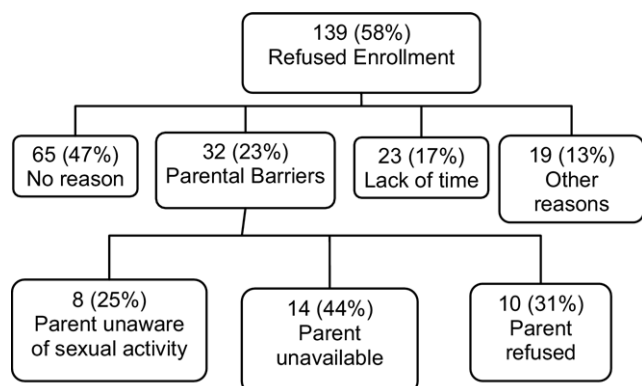 139 (58%)
Refused Enrollment
65 (47%)
No reason
32 (23%)
Parental Barriers
23 (17%)
Lack of time
19 (13%)
Other
reasons
8 (25%)
Parent unaware
of sexual activity
14 (44%)
Parent
unavailable
10 (31%)
Parent
refused